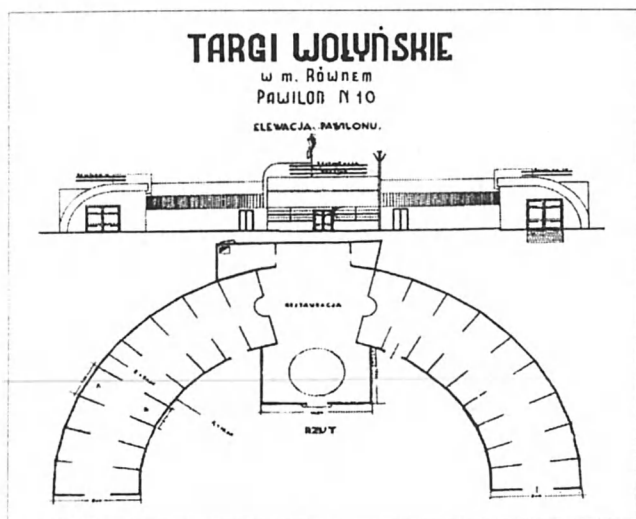 TARGI WOŁYŃSKIE
w m. RÓWNEM
PAWILON N 10
ELEWACJA PAWILONU.
RESTAURACJA
RZUT